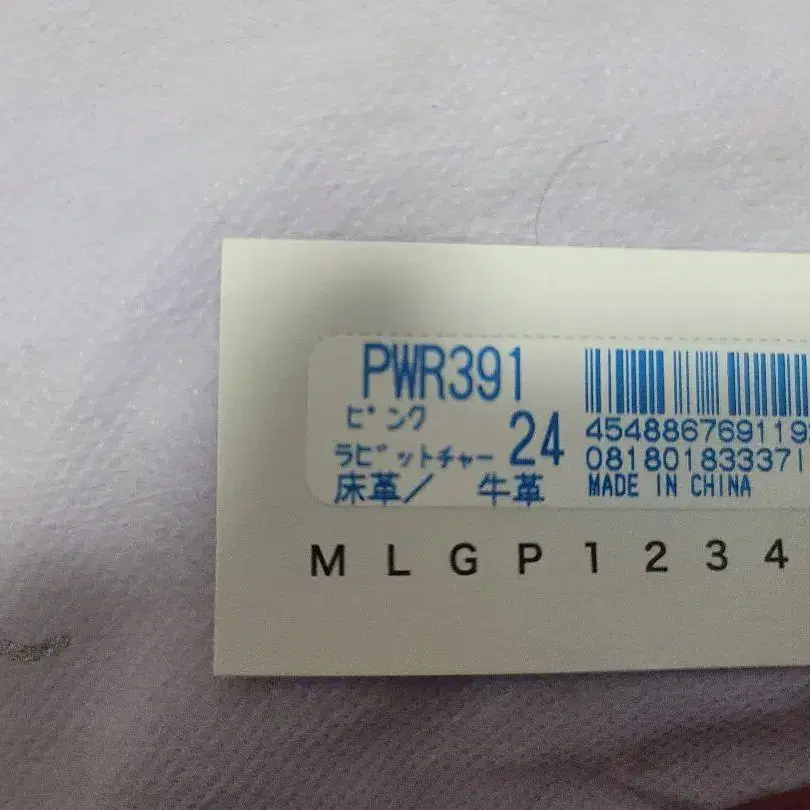 PWR391
ピンク
ラビットチャー 24
床革／ 牛革
454886769119
0818018333371
MADE IN CHINA
M L G P 1 2 3 4